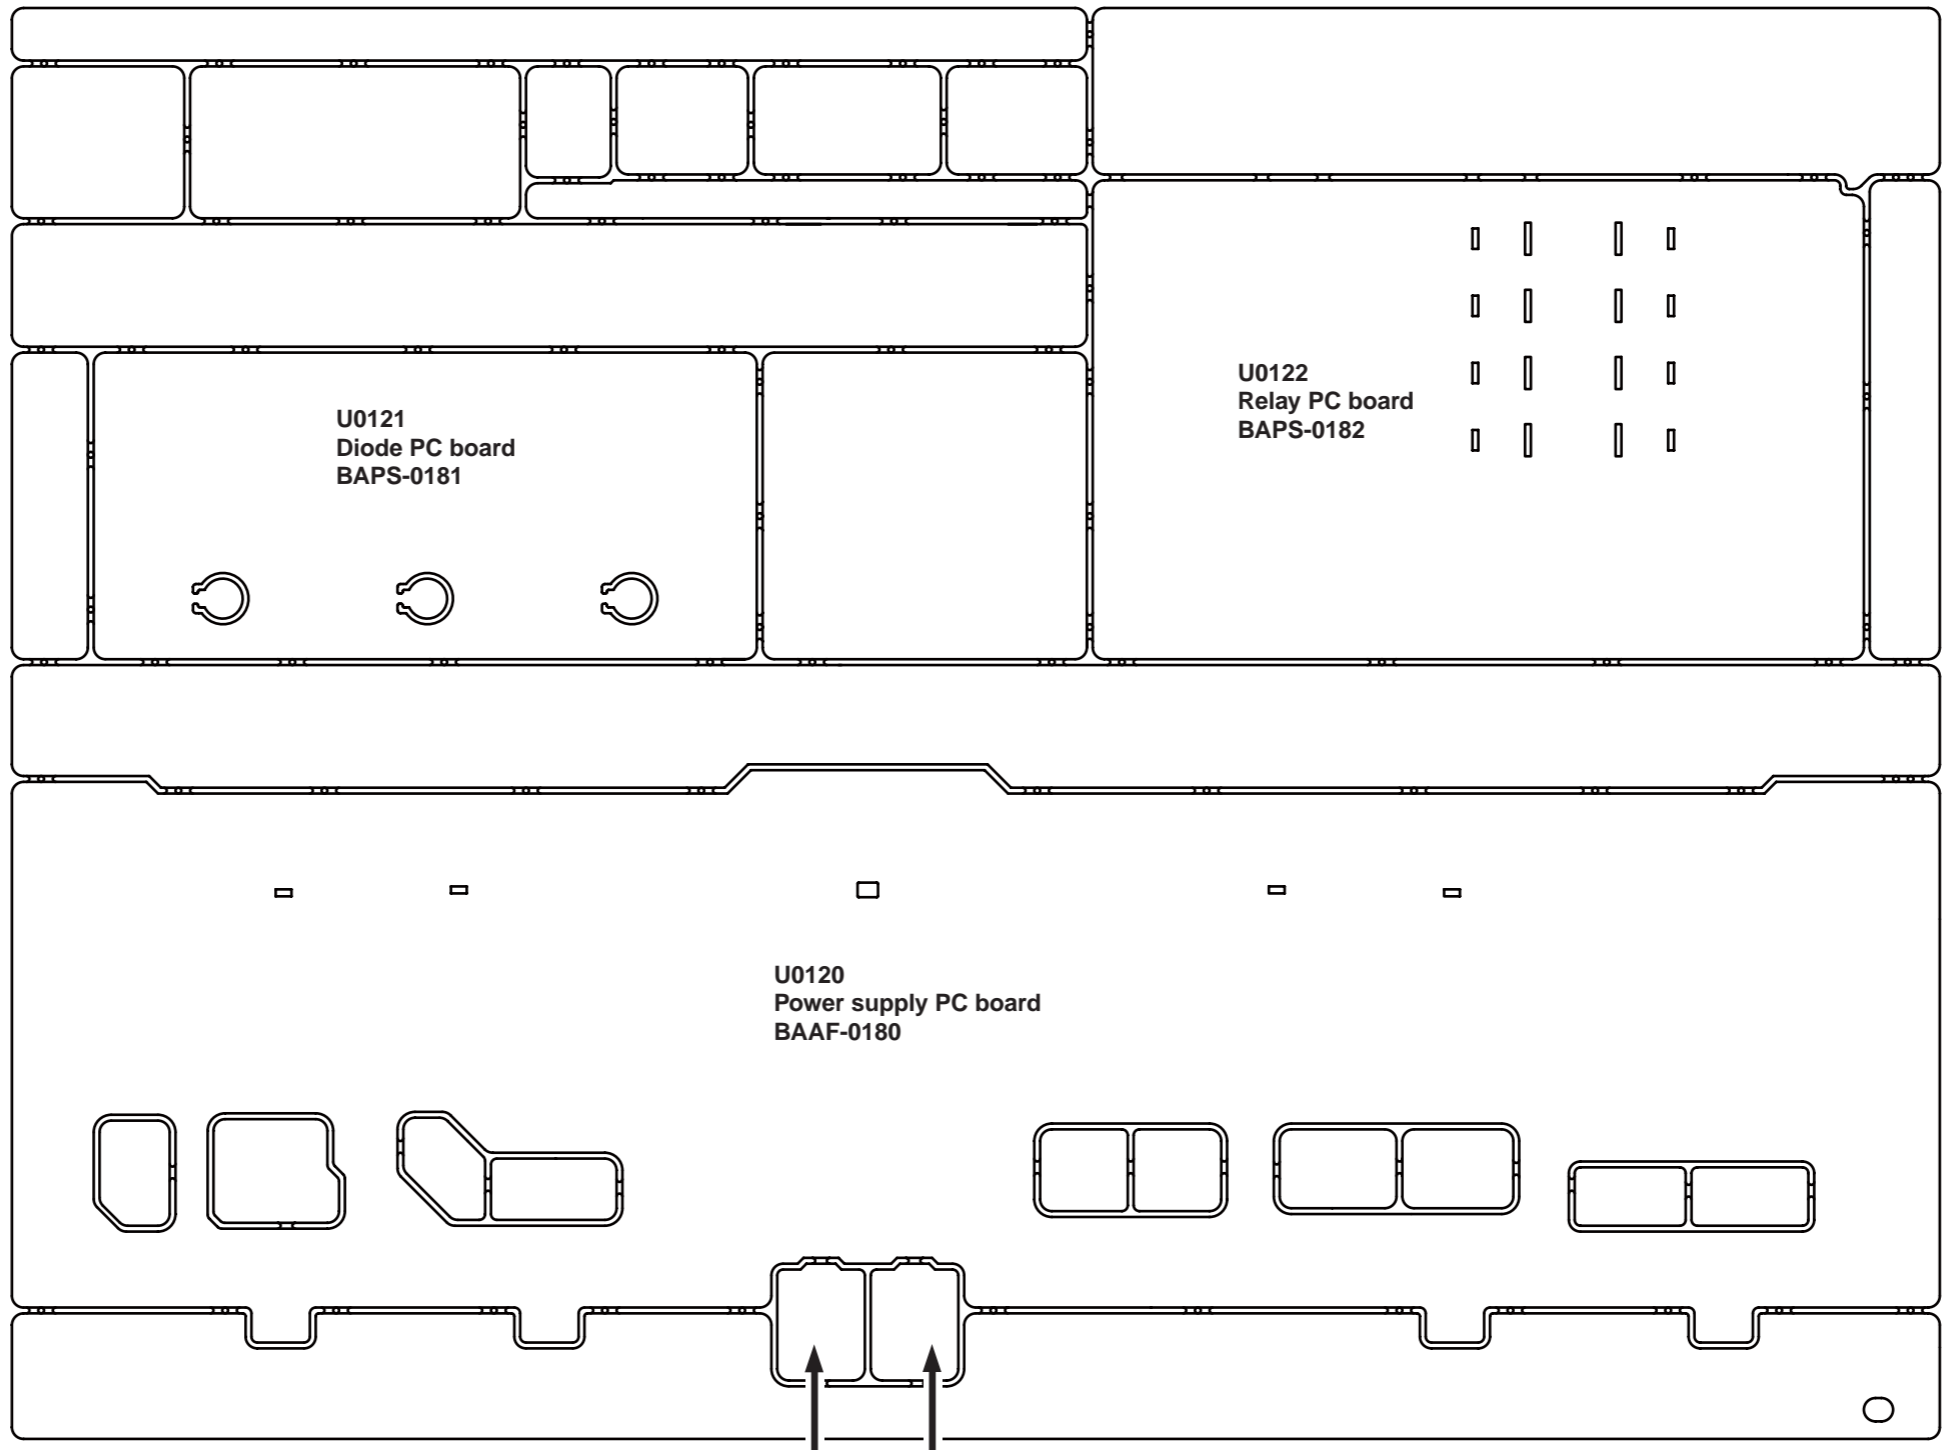 U0121
Diode PC board
BAPS-0181
U0122
Relay PC board
BAPS-0182
U0120
Power supply PC board
BAAF-0180